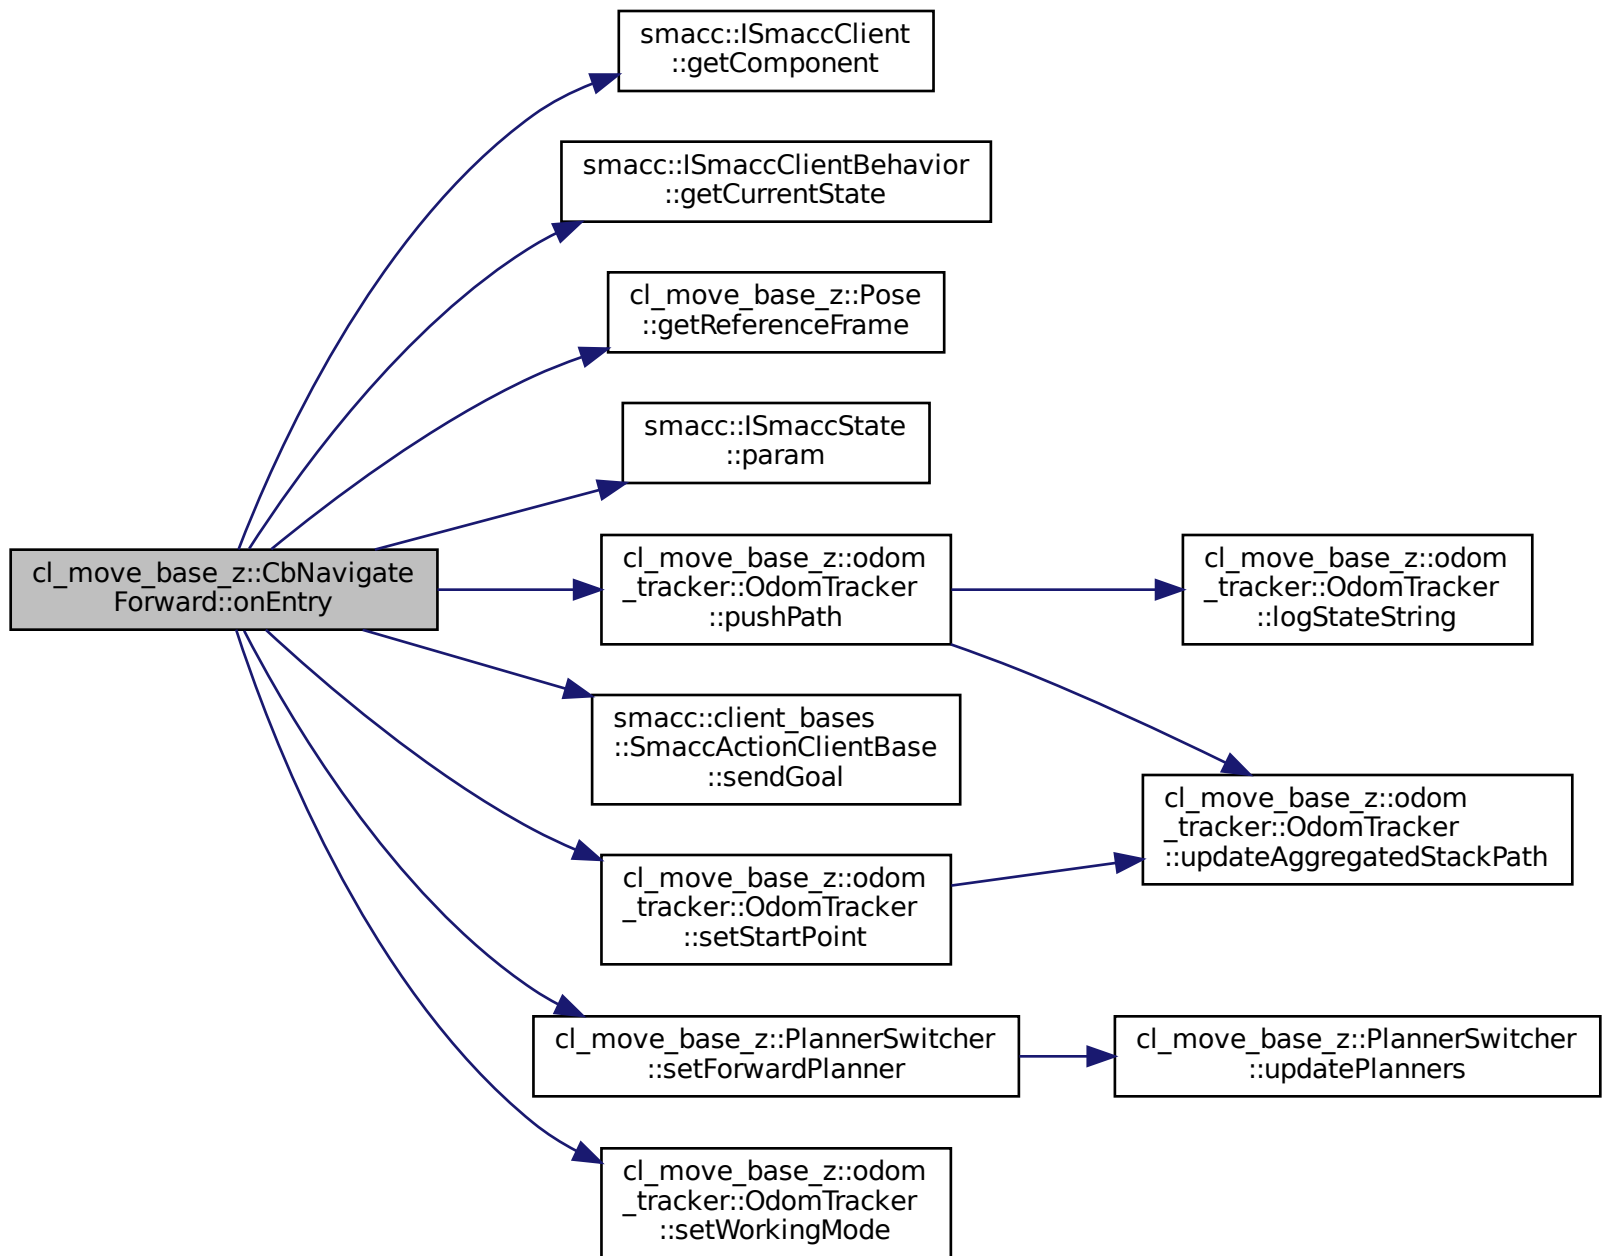 smacc::ISmaccClient
::getComponent
smacc::ISmaccClientBehavior
::getCurrentState
cl_move_base_z::Pose
::getReferenceFrame
smacc::ISmaccState
::param
cl_move_base_z::CbNavigate
Forward::onEntry
cl_move_base_z::odom
_tracker::OdomTracker
::pushPath
cl_move_base_z::odom
_tracker::OdomTracker
::logStateString
smacc::client_bases
::SmaccActionClientBase
::sendGoal
cl_move_base_z::odom
_tracker::OdomTracker
::updateAggregatedStackPath
cl_move_base_z::odom
_tracker::OdomTracker
::setStartPoint
cl_move_base_z::PlannerSwitcher
::setForwardPlanner
cl_move_base_z::PlannerSwitcher
::updatePlanners
cl_move_base_z::odom
_tracker::OdomTracker
::setWorkingMode